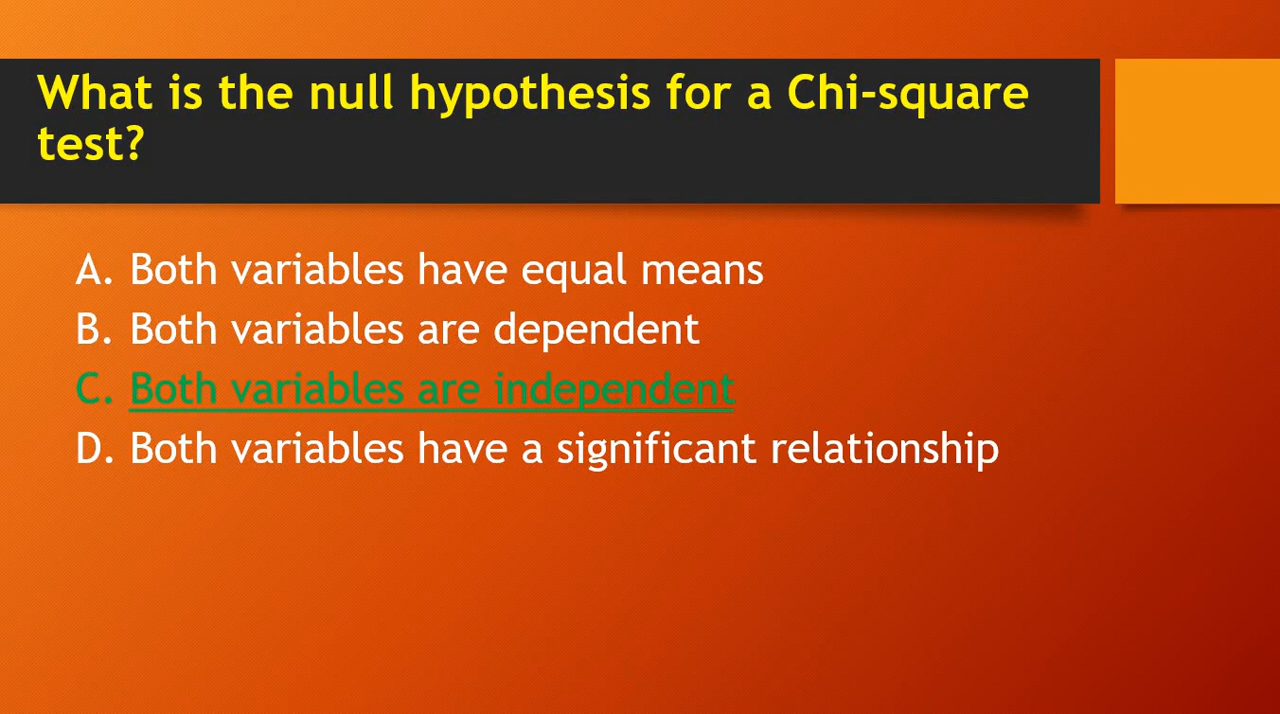 What is the null hypothesis for a Chi-square
test?
A. Both variables have equal means
B. Both variables are dependent
C. Both variables are independent
D. Both variables have a significant relationship